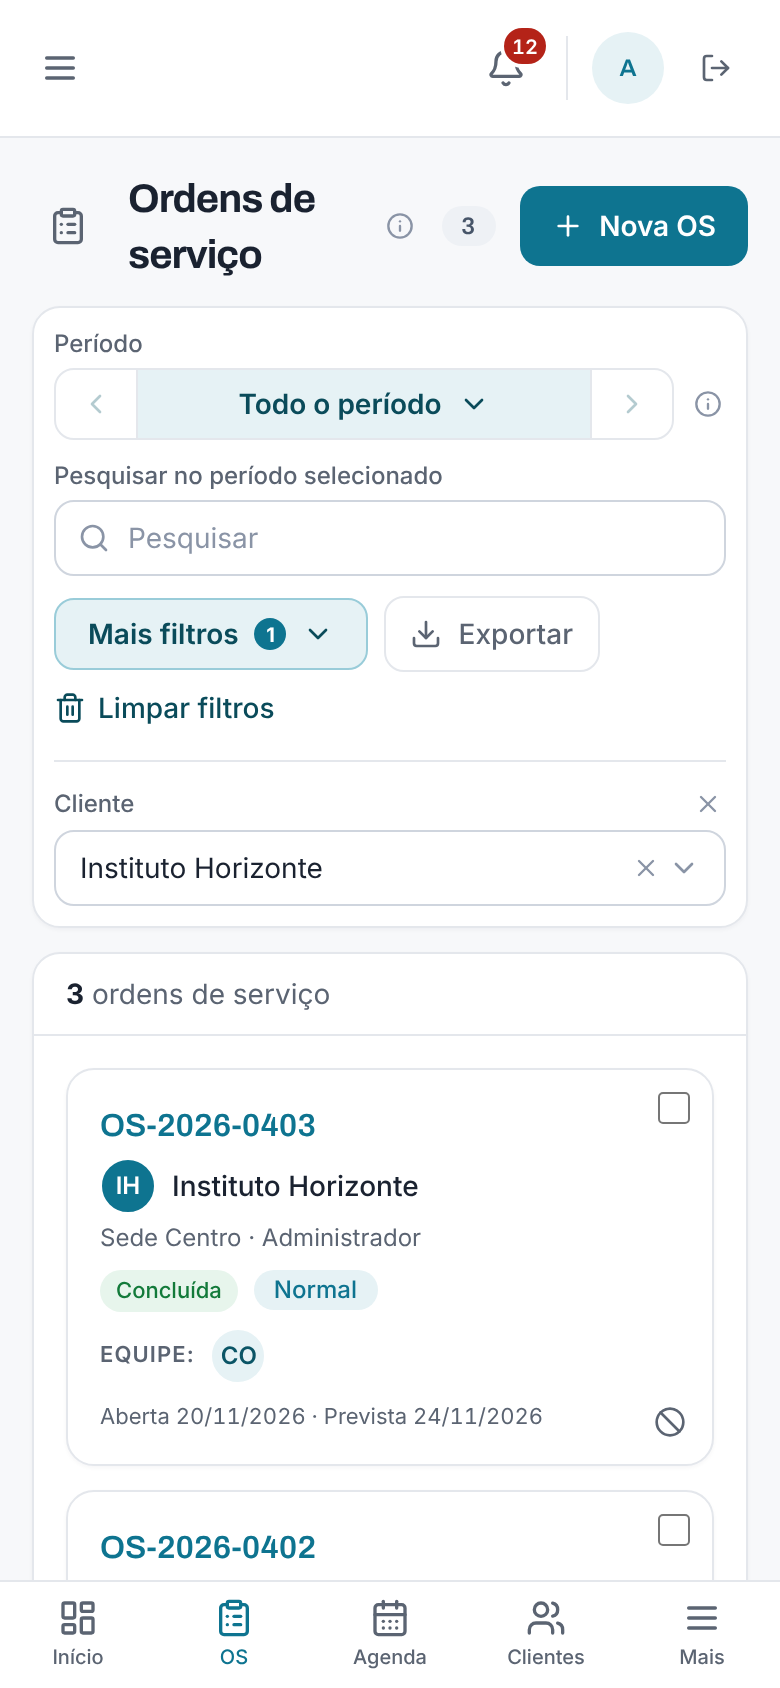 12
A
Ordens de
serviço
3
Nova OS
Período
Todo o período
Pesquisar no período selecionado
Pesquisar
Mais filtros 1
Exportar
Limpar filtros
Cliente
Instituto Horizonte
3 ordens de serviço
OS-2026-0403
IH Instituto Horizonte
Sede Centro · Administrador
Concluída Normal
EQUIPE: CO
Aberta 20/11/2026 · Prevista 24/11/2026
OS-2026-0402
Início OS Agenda Clientes Mais